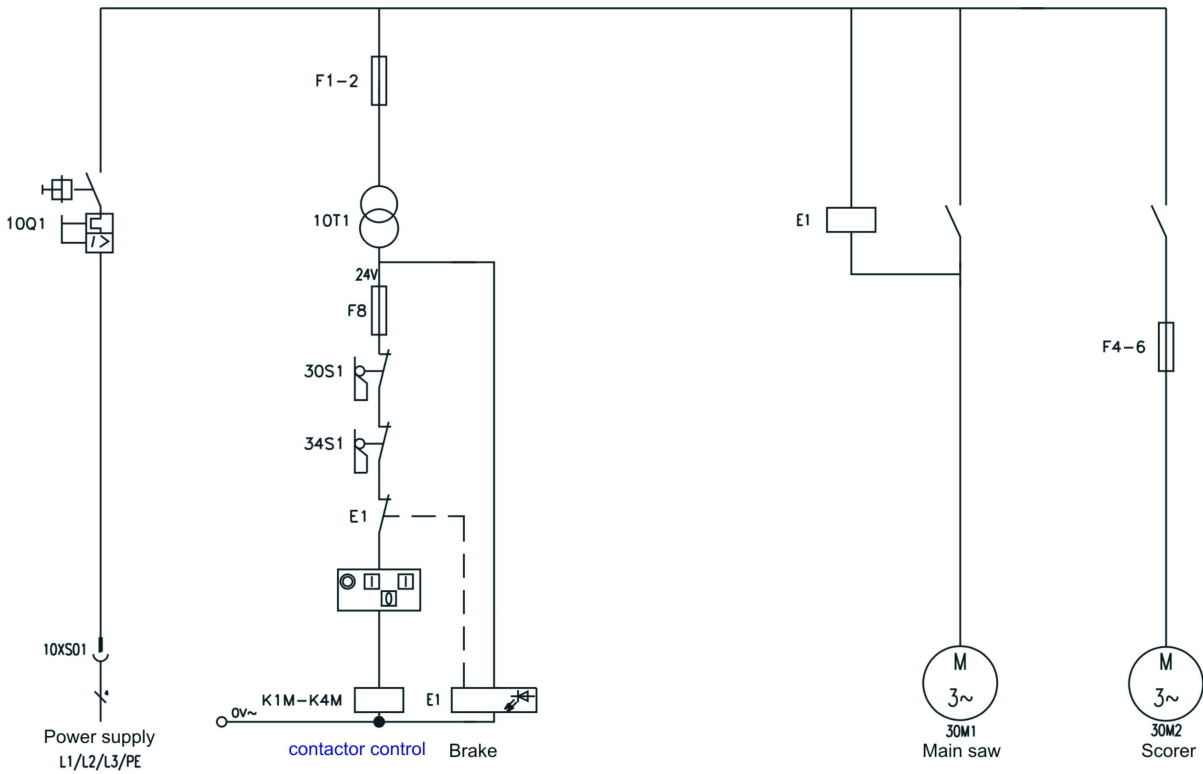 F1-2
10Q1
10T1
E1
24V
F8
F4-6
30S1
34S1
E1
I I
0
10XS01
4
M
3~
M
3~
K1M-K4M
E1
0V~
30M1
30M2
Power supply
contactor control
Brake
Main saw
Scorer
L1/L2/L3/PE
I>